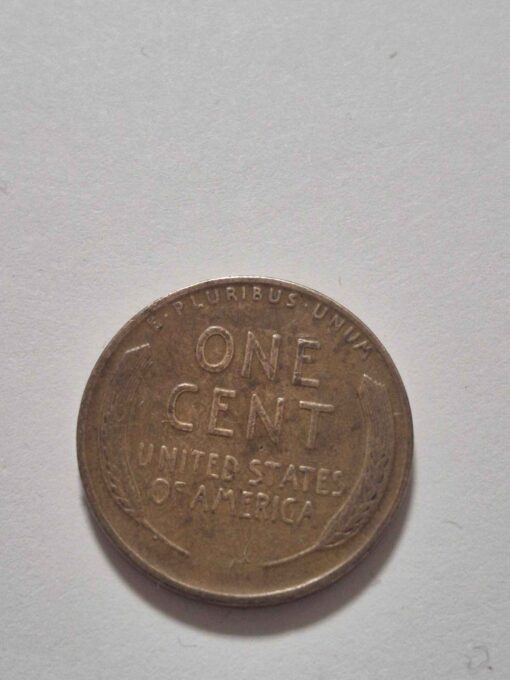 E·PLURIBUS·UNUM
ONE
CENT
UNITED STATES
OF AMERICA